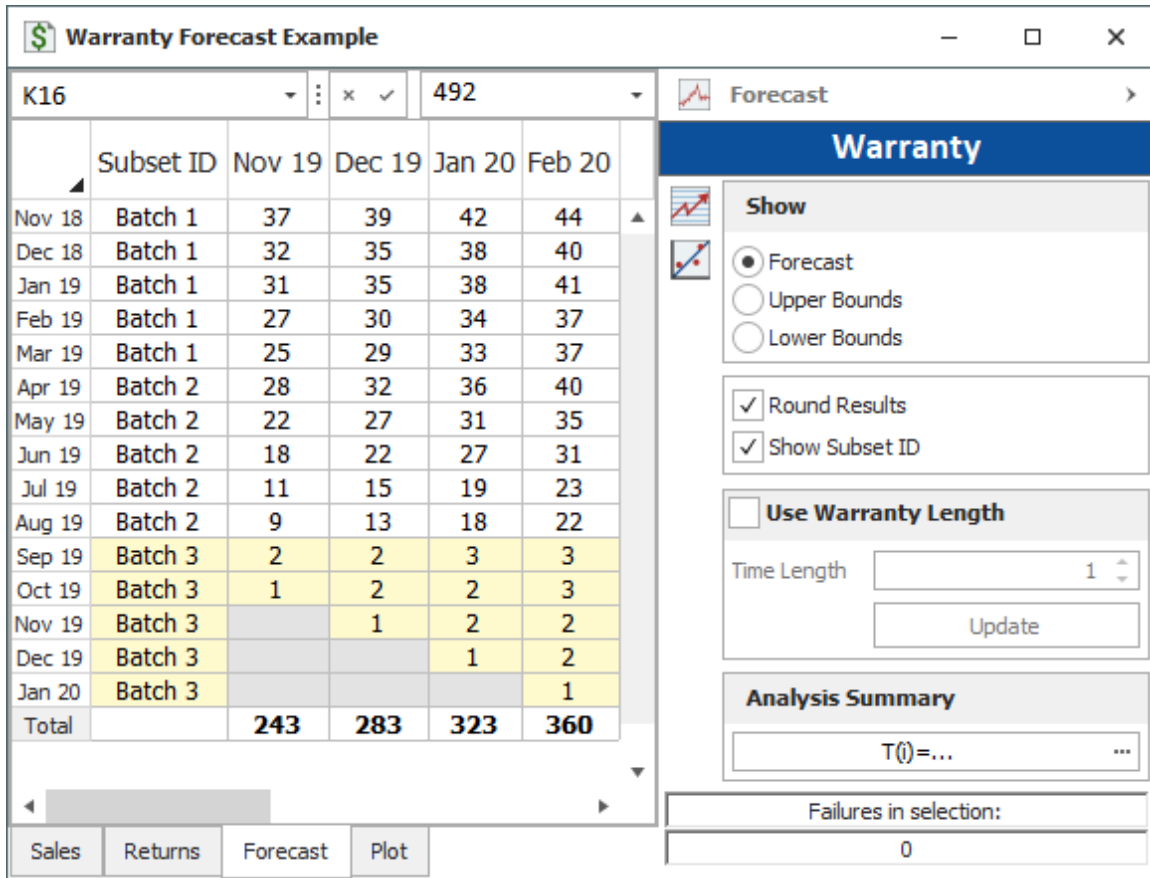 Warranty Forecast Example
K16 492
Subset ID Nov 19 Dec 19 Jan 20 Feb 20
Nov 18 Batch 1 37 39 42 44
Dec 18 Batch 1 32 35 38 40
Jan 19 Batch 1 31 35 38 41
Feb 19 Batch 1 27 30 34 37
Mar 19 Batch 1 25 29 33 37
Apr 19 Batch 2 28 32 36 40
May 19 Batch 2 22 27 31 35
Jun 19 Batch 2 18 22 27 31
Jul 19 Batch 2 11 15 19 23
Aug 19 Batch 2 9 13 18 22
Sep 19 Batch 3 2 2 3 3
Oct 19 Batch 3 1 2 2 3
Nov 19 Batch 3 1 2 2
Dec 19 Batch 3 1 2
Jan 20 Batch 3 1
Total 243 283 323 360
Sales Returns Forecast Plot
Forecast
Warranty
Show
Forecast
Upper Bounds
Lower Bounds
Round Results
Show Subset ID
Use Warranty Length
Time Length 1
Update
Analysis Summary
T(i)=... ...
Failures in selection:
0